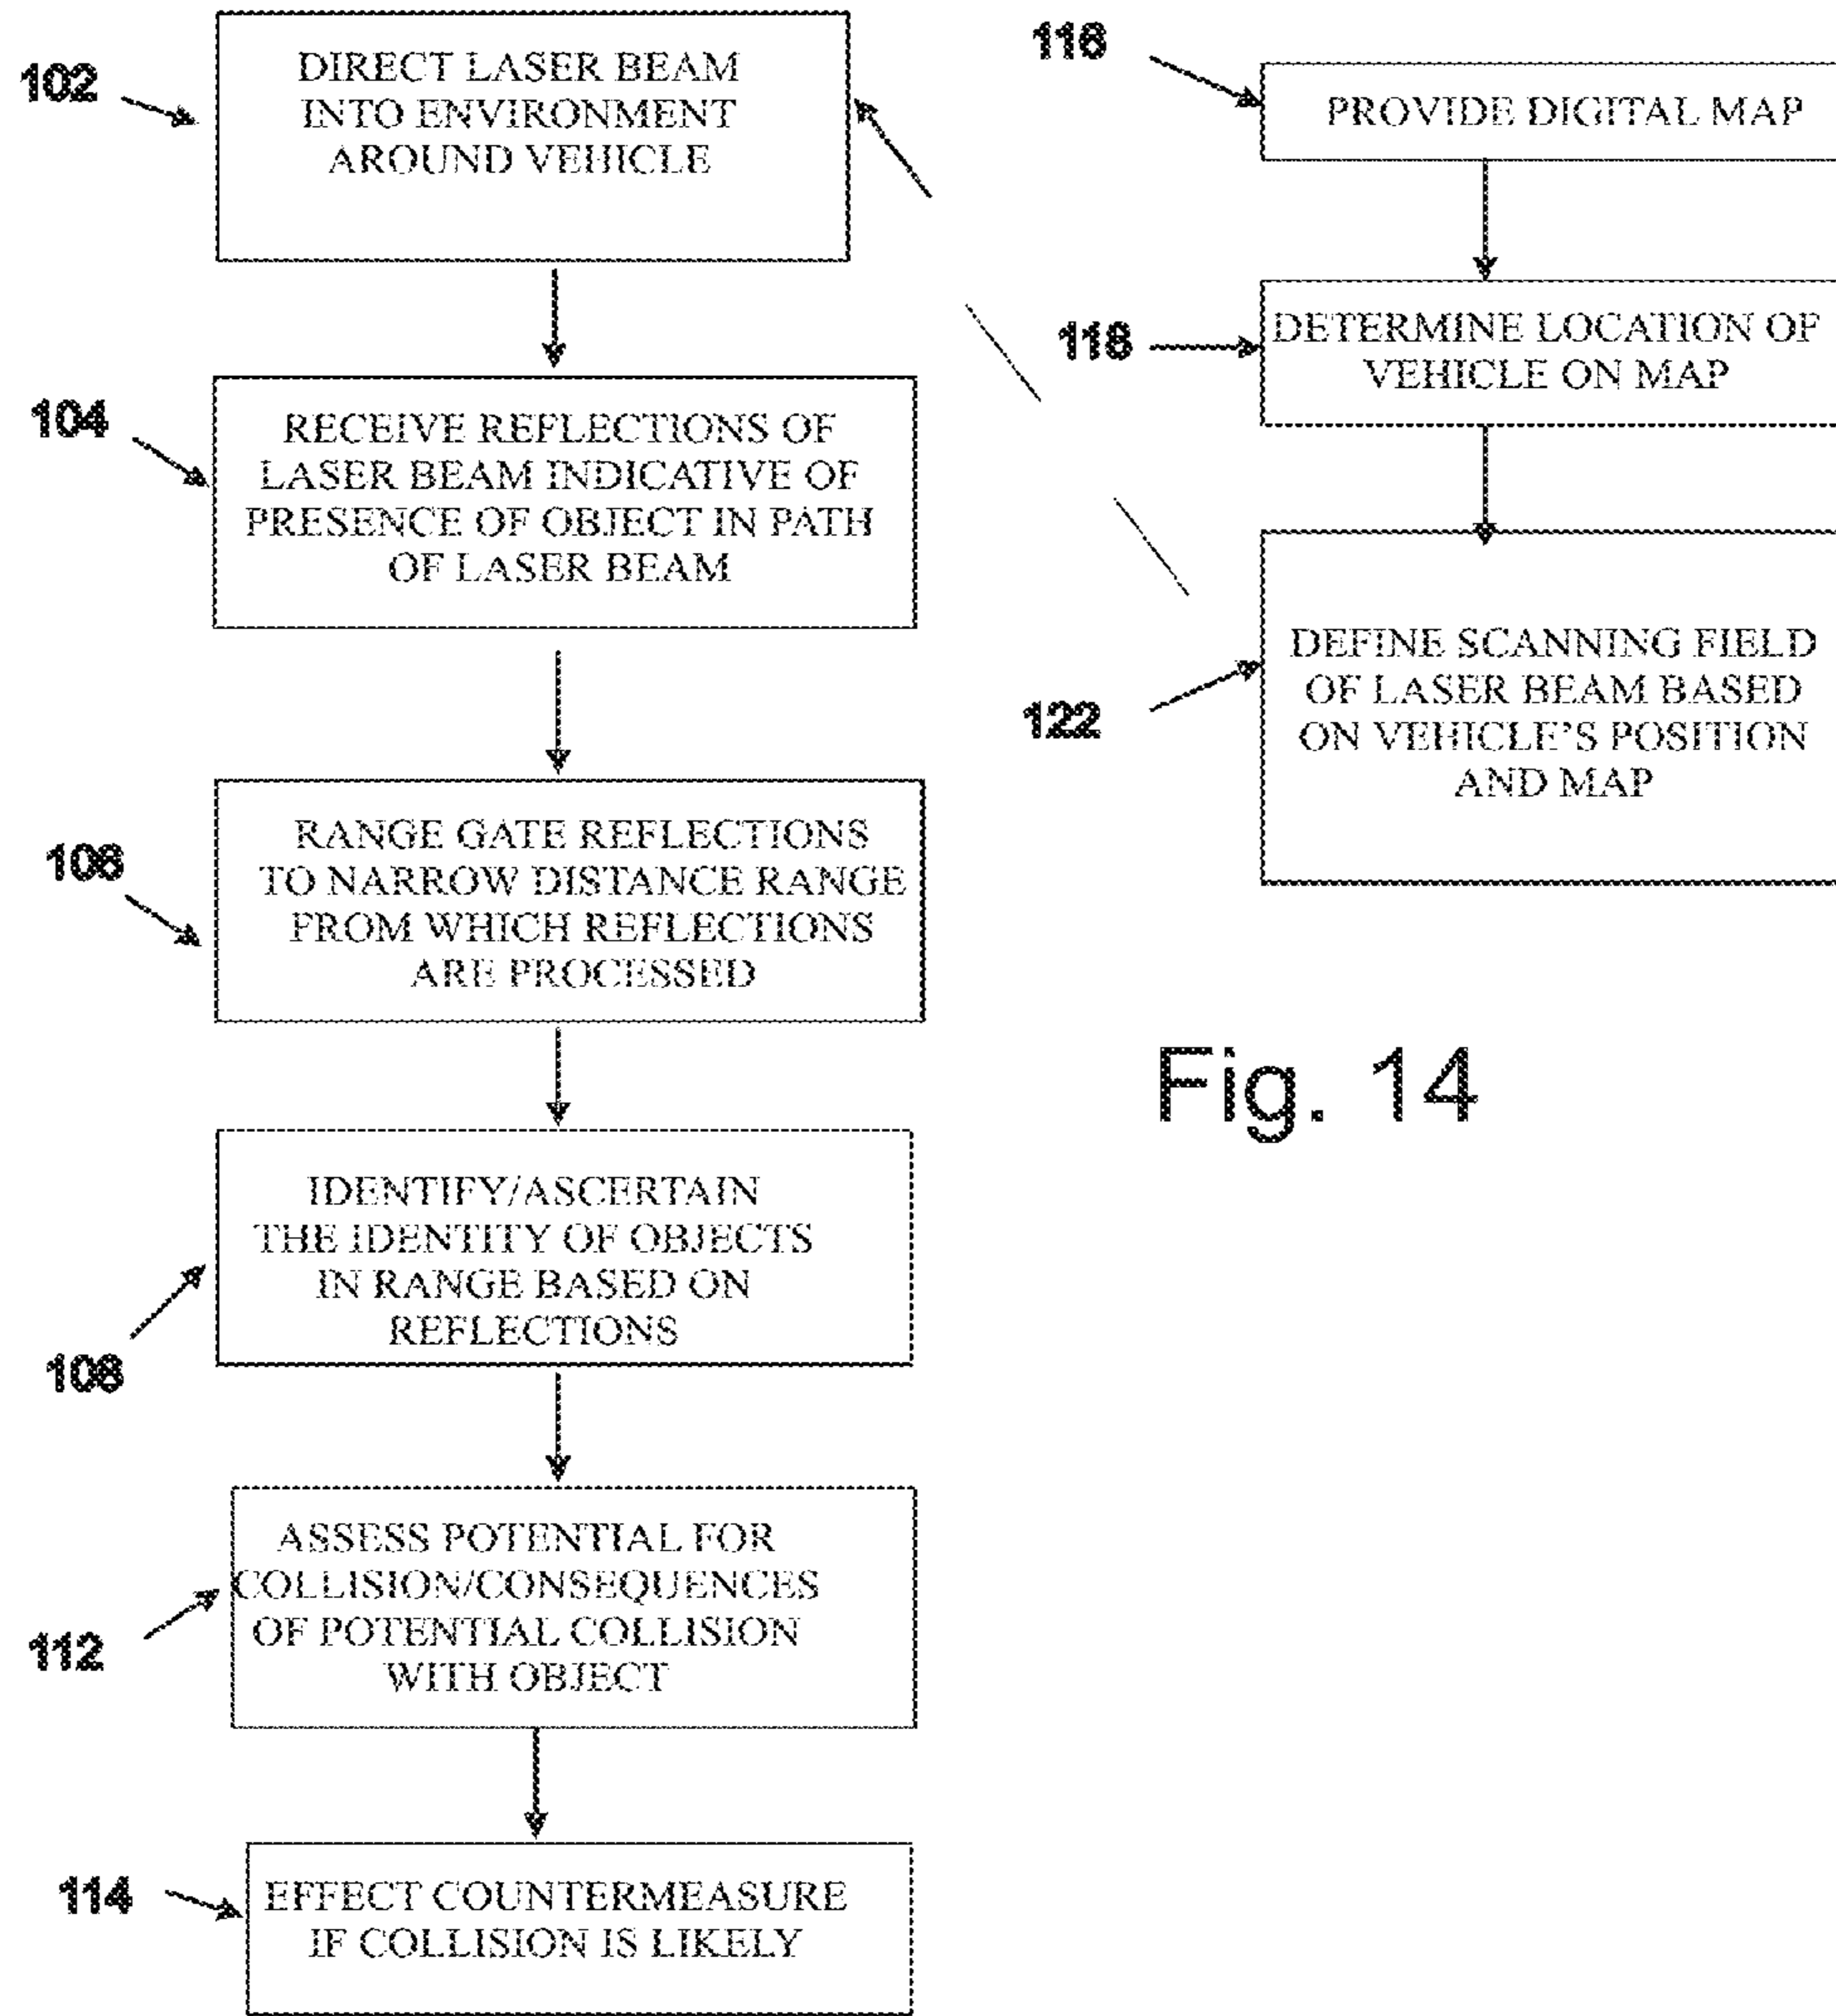 102
DIRECT LASER BEAM
INTO ENVIRONMENT
AROUND VEHICLE
104
RECEIVE REFLECTIONS OF
LASER BEAM INDICATIVE OF
PRESENCE OF OBJECT IN PATH
OF LASER BEAM
106
RANGE GATE REFLECTIONS
TO NARROW DISTANCE RANGE
FROM WHICH REFLECTIONS
ARE PROCESSED
108
IDENTIFY/ASCERTAIN
THE IDENTITY OF OBJECTS
IN RANGE BASED ON
REFLECTIONS
112
ASSESS POTENTIAL FOR
COLLISION/CONSEQUENCES
OF POTENTIAL COLLISION
WITH OBJECT
114
EFFECT COUNTERMEASURE
IF COLLISION IS LIKELY
116
PROVIDE DIGITAL MAP
118
DETERMINE LOCATION OF
VEHICLE ON MAP
122
DEFINE SCANNING FIELD
OF LASER BEAM BASED
ON VEHICLE'S POSITION
AND MAP
Fig. 14